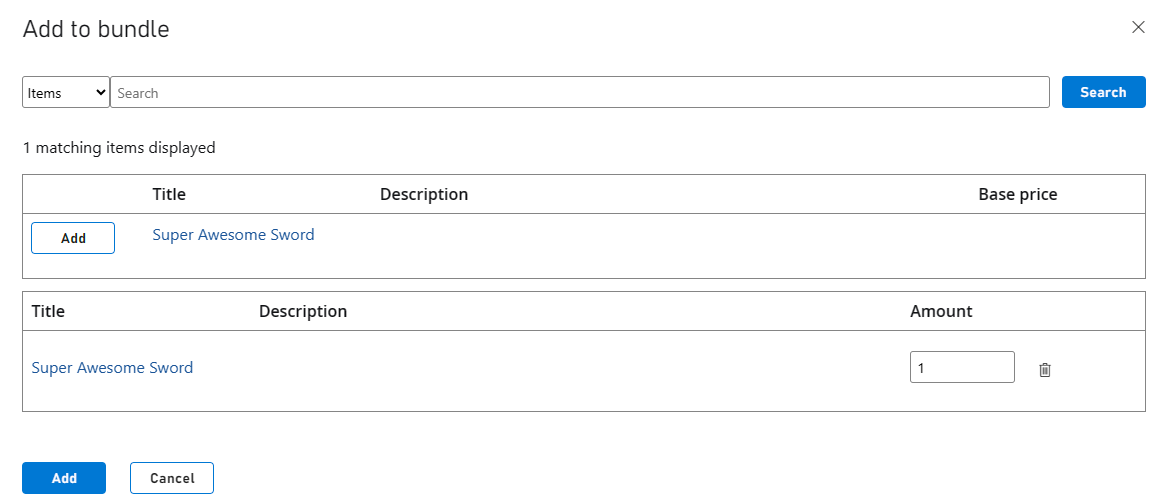 Add to bundle
Items Search Search
1 matching items displayed
Title Description Base price
Add Super Awesome Sword
Title Description Amount
Super Awesome Sword 1
Add Cancel